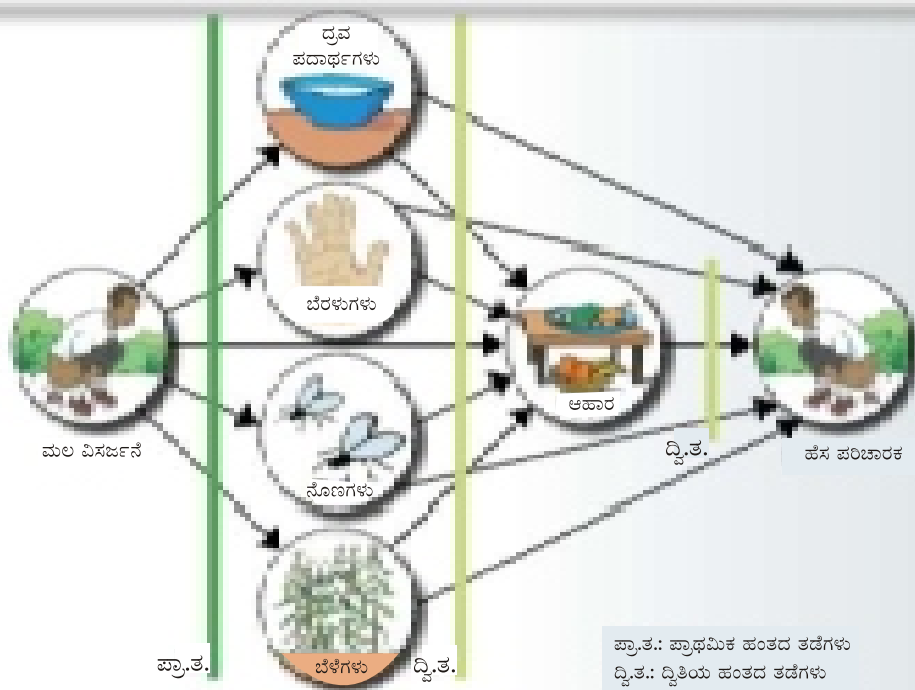 ದ್ರವ
ಪದಾರ್ಥಗಳು
ಬೆರಳುಗಳು
ಆಹಾರ
ಮಲ ವಿಸರ್ಜನೆ
ನೊಣಗಳು
ದ್ವಿ.ತ.
ಹೆಸ ಪರಿಚಾರಕ
ಪ್ರಾ.ತ.
ಬೆಳೆಗಳು
ದ್ವಿ.ತ.
ಪ್ರಾ.ತ.: ಪ್ರಾಥಮಿಕ ಹಂತದ ತಡೆಗಳು
ದ್ವಿ.ತ.: ದ್ವಿತಿಯ ಹಂತದ ತಡೆಗಳು